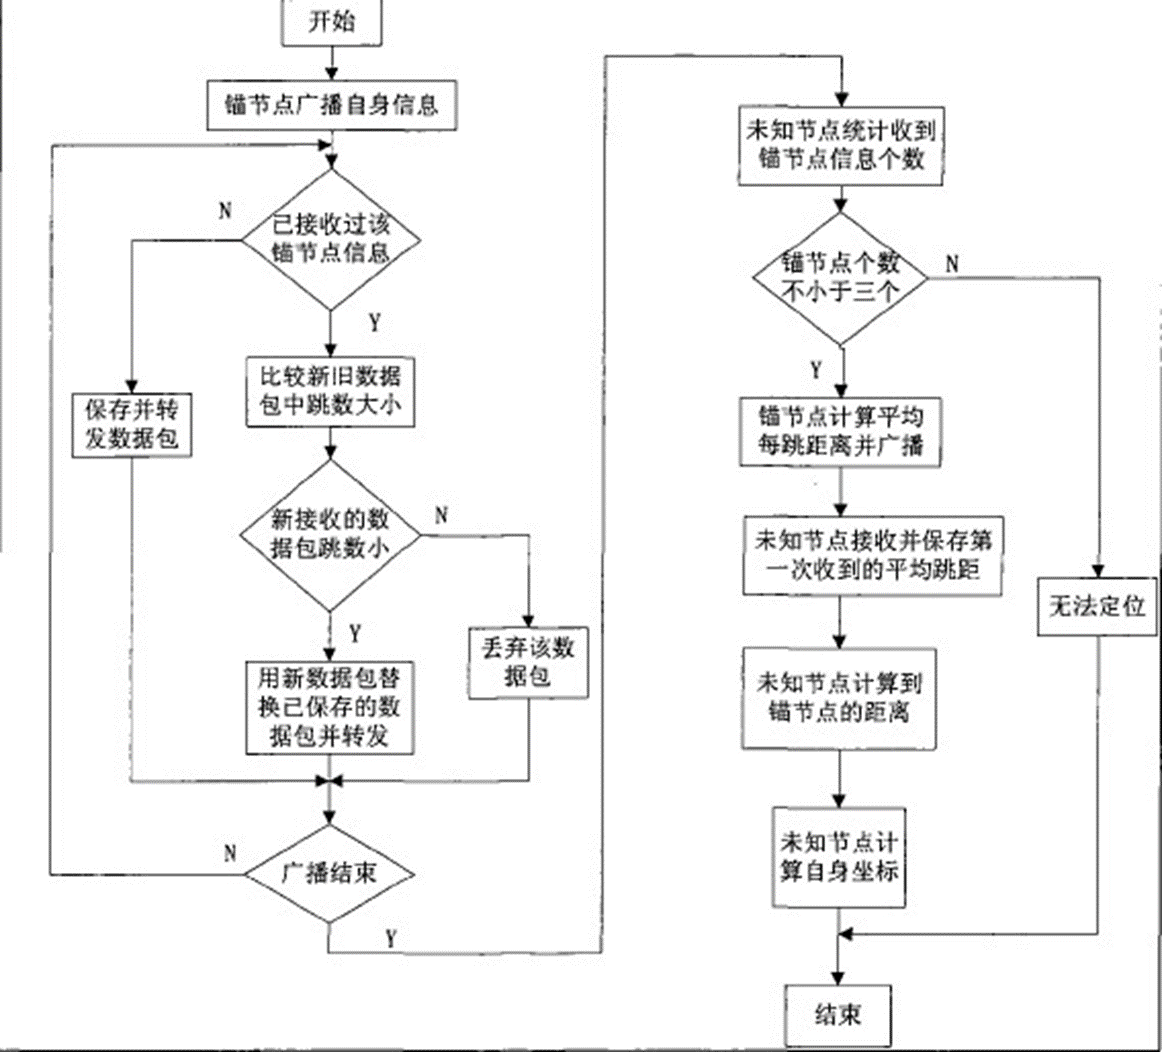 开始
锚节点广播自身信息
N
已接收过该
锚节点信息
Y
比较新旧数据
包中跳数大小
保存并转
发数据包
新接收的数
据包跳数小
N
Y
丢弃该数
据包
用新数据包替
换已保存的数
据包并转发
N
广播结束
Y
未知节点统计收到
锚节点信息个数
锚节点个数
不小于三个
N
Y
锚节点计算平均
每跳距离并广播
未知节点接收并保存第
一次收到的平均跳距
无法定位
未知节点计算到
锚节点的距离
未知节点计
算自身坐标
结束